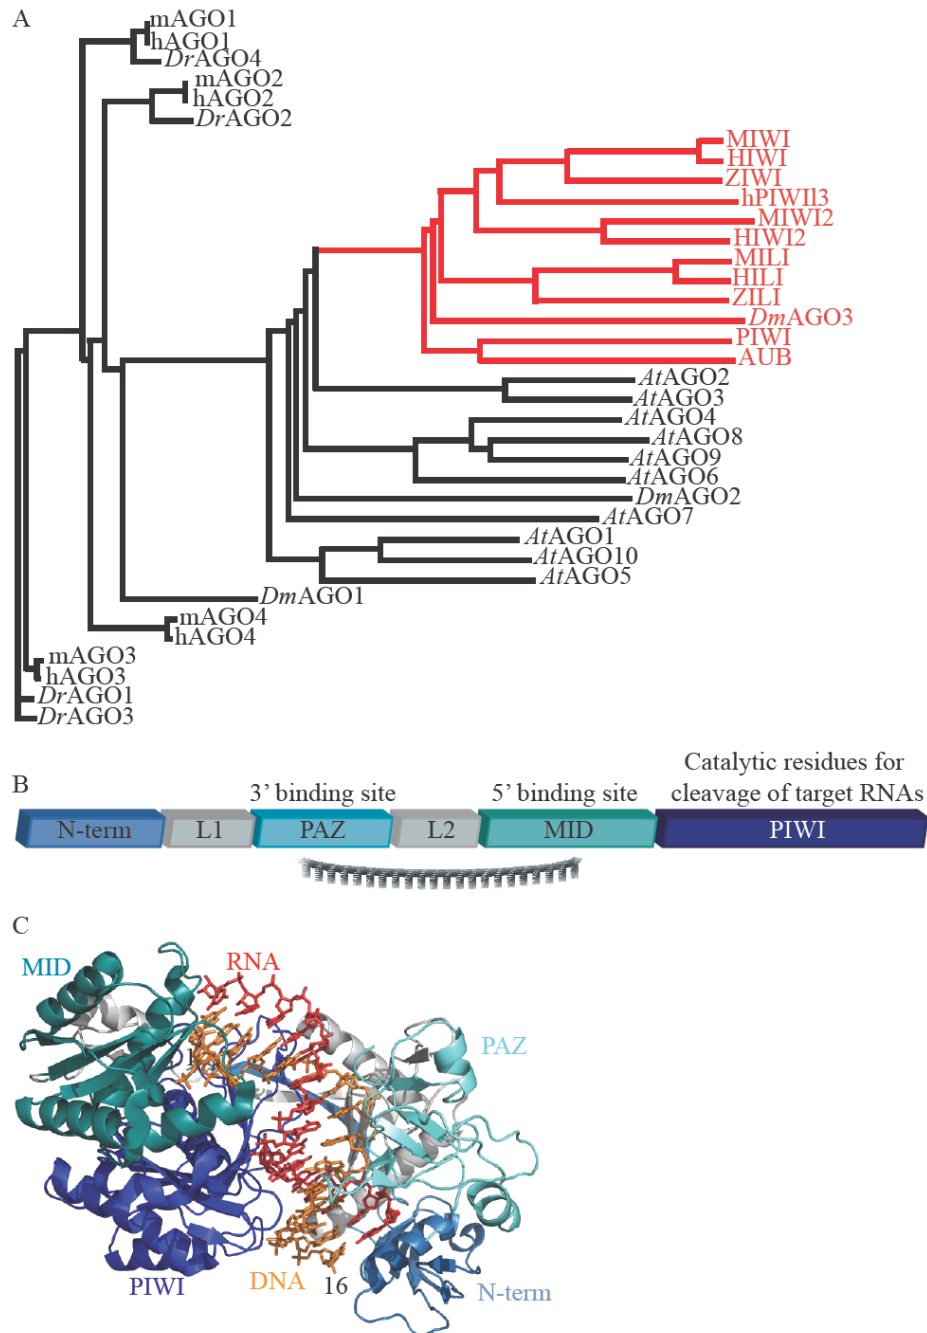 A
mAGO1
hAGO1
DrAGO4
mAGO2
hAGO2
DrAGO2
MIWI
HIWI
ZIWI
hPIWIl3
MIWI2
HIWI2
MILI
HILI
ZILI
DmAGO3
PIWI
AUB
AtAGO2
AtAGO3
AtAGO4
AtAGO8
AtAGO9
AtAGO6
DmAGO2
AtAGO7
AtAGO1
AtAGO10
AtAGO5
DmAGO1
mAGO4
hAGO4
mAGO3
hAGO3
DrAGO1
DrAGO3
B
3’ binding site
5’ binding site
Catalytic residues for
cleavage of target RNAs
N-term
L1
PAZ
L2
MID
PIWI
C
MID
RNA
PAZ
1
PIWI
DNA
16
N-term